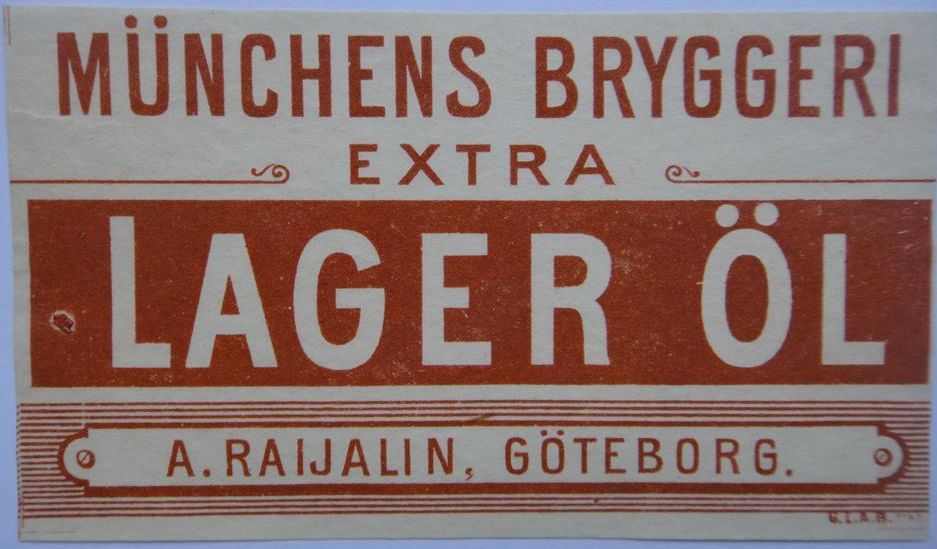 MÜNCHENS BRYGGERI
EXTRA
LAGER ÖL
A. RAIJALIN, GÖTEBORG.